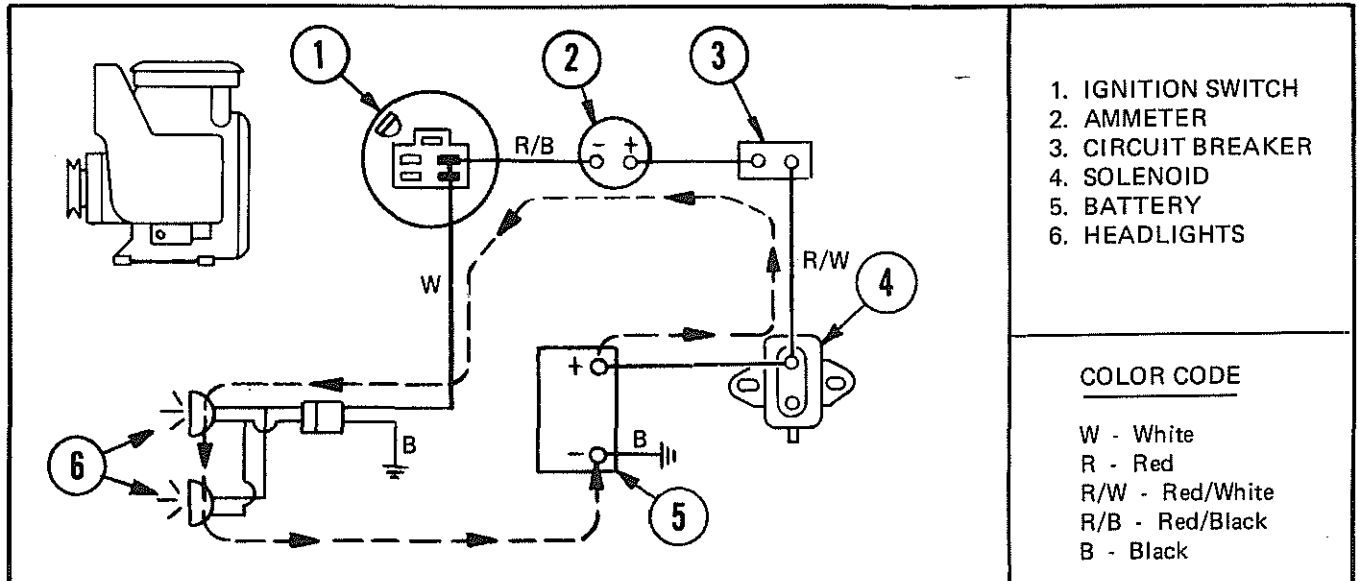 1
2
3
R/B
- +
W
R/W
4
+
B
-
B
6
5
1. IGNITION SWITCH
2. AMMETER
3. CIRCUIT BREAKER
4. SOLENOID
5. BATTERY
6. HEADLIGHTS
COLOR CODE
W - White
R - Red
R/W - Red/White
R/B - Red/Black
B - Black